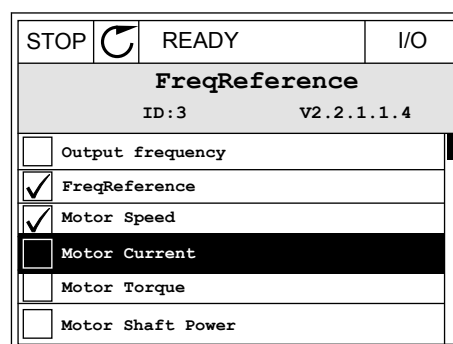 STOP READY I/O
FreqReference
ID:3 V2.2.1.1.4
Output frequency
FreqReference
Motor Speed
Motor Current
Motor Torque
Motor Shaft Power